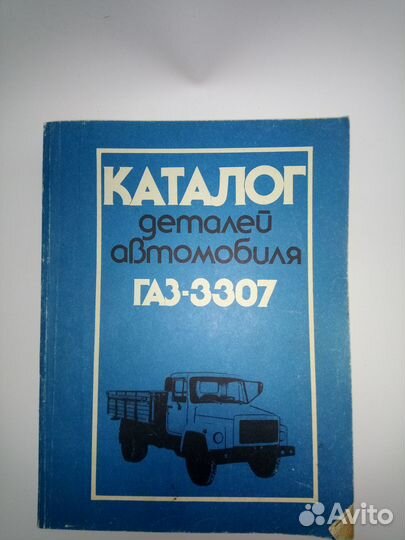 КАТАЛОГ
деталей
автомобиля
ГАЗ-3307
Avito